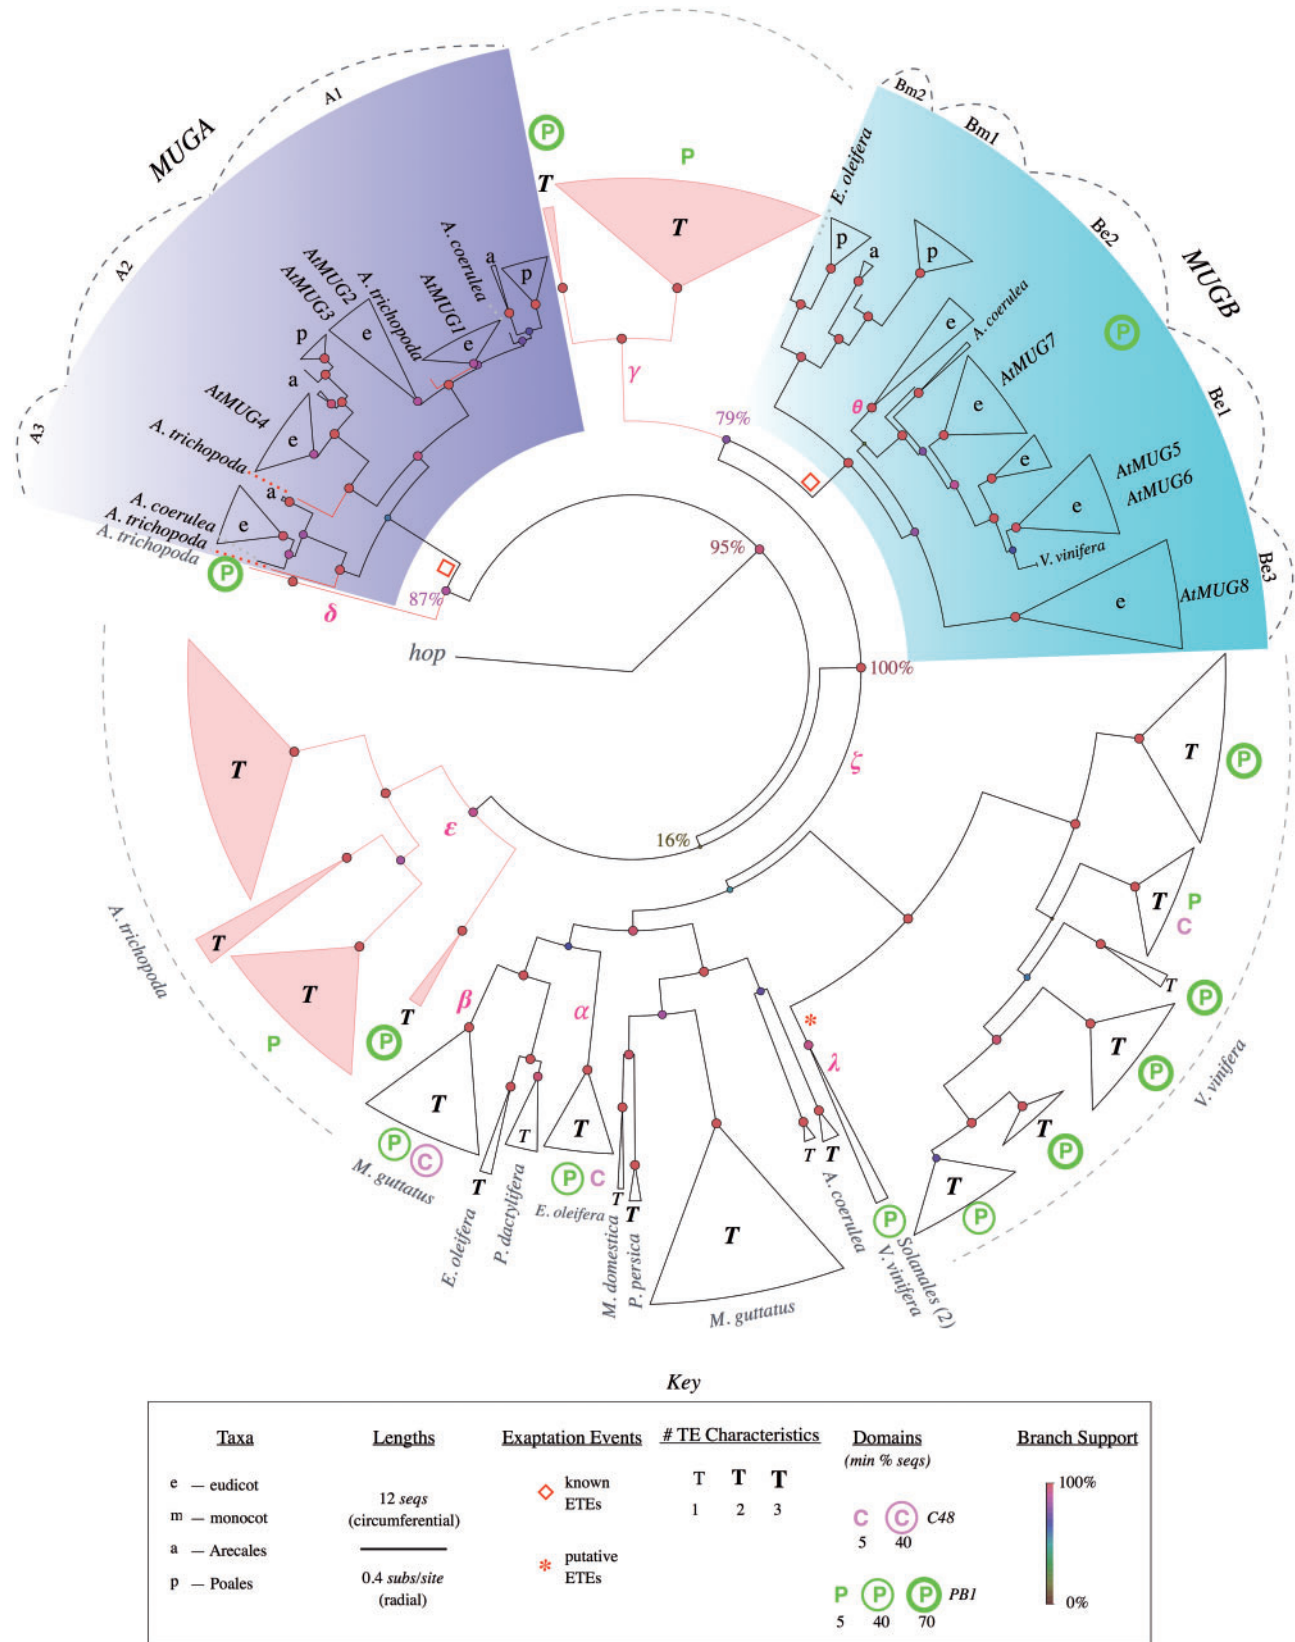 MUGA
A1
A2
A3
P
T
P
T
Bm2
Bm1
Be2
MUGB
P
Be1
Be3
E. oleifera
p
a
p
e
A. coerulea
θ
AtMUG7
e
e
AtMUG5
AtMUG6
e
V. vinifera
e
AtMUG8
A. coerulea
a
p
AtMUG1
e
A. trichopoda
AtMUG2
AtMUG3
e
p
a
AtMUG4
e
A. trichopoda
a
A. coerulea
e
A. trichopoda
A. trichopoda
P
δ
87%
γ
79%
95%
hop
100%
ζ
16%
ε
T
T
T
P
T
P
A. trichopoda
β
α
λ
*
T
P
C
M. guttatus
T
E. oleifera
T
P. dactylifera
T
P
C
E. oleifera
T
M. domestica
T
P. persica
T
M. guttatus
T
T
A. coerulea
P
Solanales (2)
V. vinifera
T
P
T
P
C
T
P
T
P
T
P
T
P
V. vinifera
Key
Taxa
e — eudicot
m — monocot
a — Arecales
p — Poales
Lengths
12 seqs
(circumferential)
0.4 subs/site
(radial)
Exaptation Events
known
ETEs
* putative
ETEs
# TE Characteristics
T T T
1 2 3
Domains
(min % seqs)
C C C48
5 40
P P P PB1
5 40 70
Branch Support
100%
0%